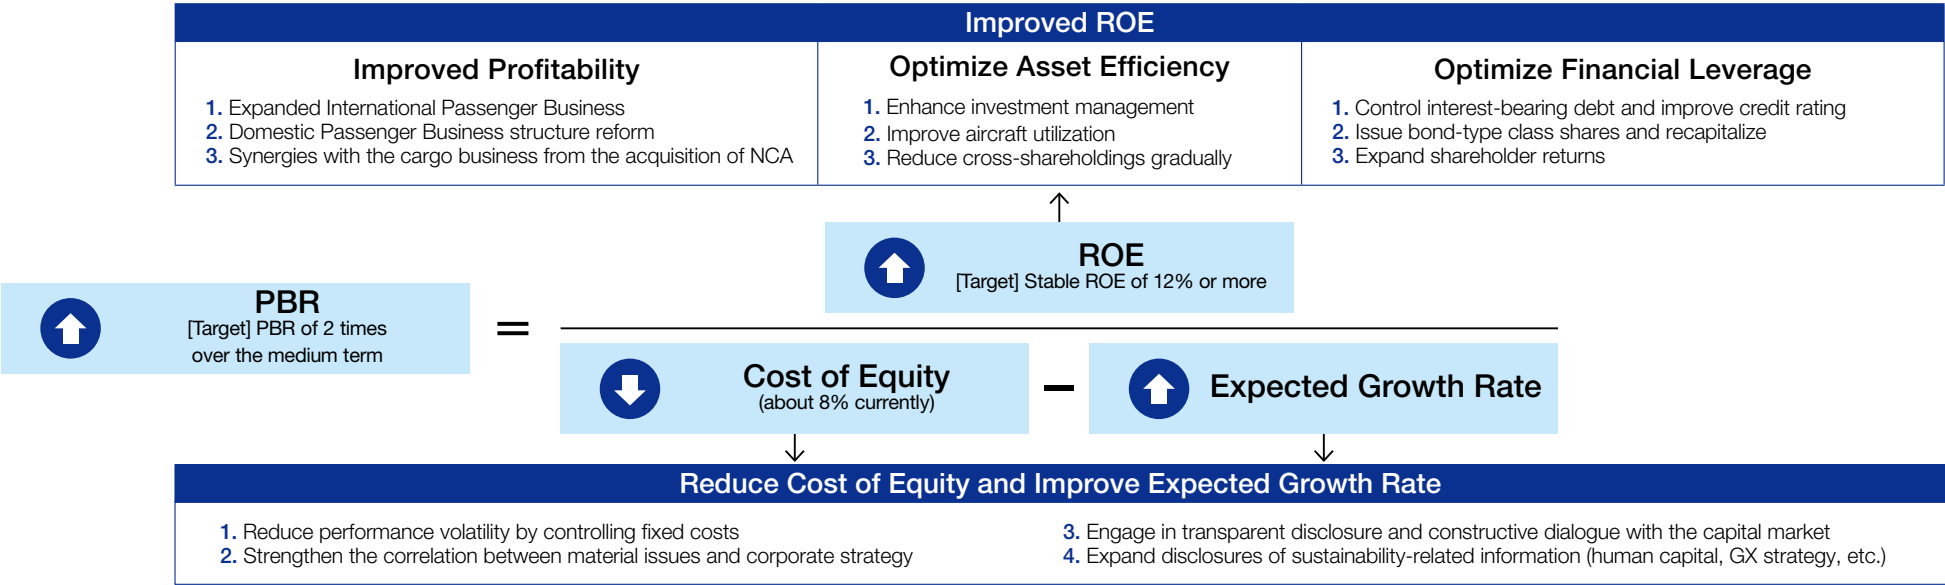 Improved ROE
Improved Profitability
1. Expanded International Passenger Business
2. Domestic Passenger Business structure reform
3. Synergies with the cargo business from the acquisition of NCA
Optimize Asset Efficiency
1. Enhance investment management
2. Improve aircraft utilization
3. Reduce cross-shareholdings gradually
Optimize Financial Leverage
1. Control interest-bearing debt and improve credit rating
2. Issue bond-type class shares and recapitalize
3. Expand shareholder returns
PBR
[Target] PBR of 2 times
over the medium term
=
ROE
[Target] Stable ROE of 12% or more
Cost of Equity
(about 8% currently)
−
Expected Growth Rate
Reduce Cost of Equity and Improve Expected Growth Rate
1. Reduce performance volatility by controlling fixed costs
2. Strengthen the correlation between material issues and corporate strategy
3. Engage in transparent disclosure and constructive dialogue with the capital market
4. Expand disclosures of sustainability-related information (human capital, GX strategy, etc.)